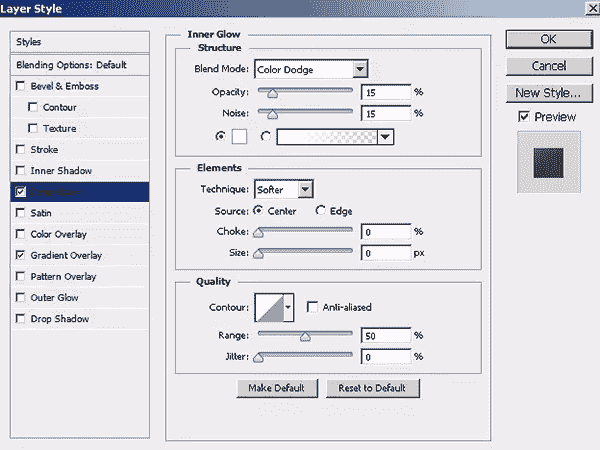 Layer Style
Styles
Blending Options: Default
Bevel & Emboss
Contour
Texture
Stroke
Inner Shadow
Satin
Color Overlay
Gradient Overlay
Pattern Overlay
Outer Glow
Drop Shadow
Inner Glow
Structure
Blend Mode: Color Dodge
Opacity: 15 %
Noise: 15 %
Elements
Technique: Softer
Source: Center Edge
Choke: 0 %
Size: 0 px
Quality
Contour: Anti-aliased
Range: 50 %
Jitter: 0 %
Make Default Reset to Default
OK
Cancel
New Style...
Preview